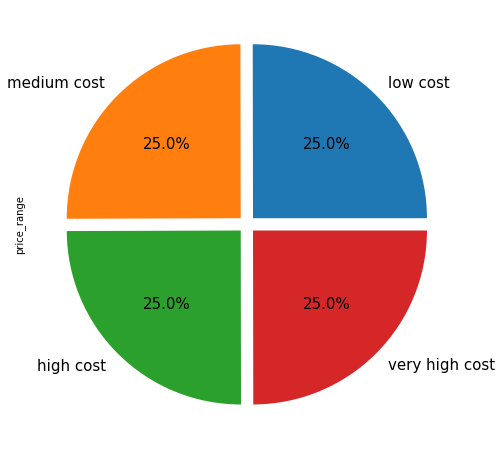 medium cost
low cost
25.0%
25.0%
price_range
25.0%
25.0%
high cost
very high cost